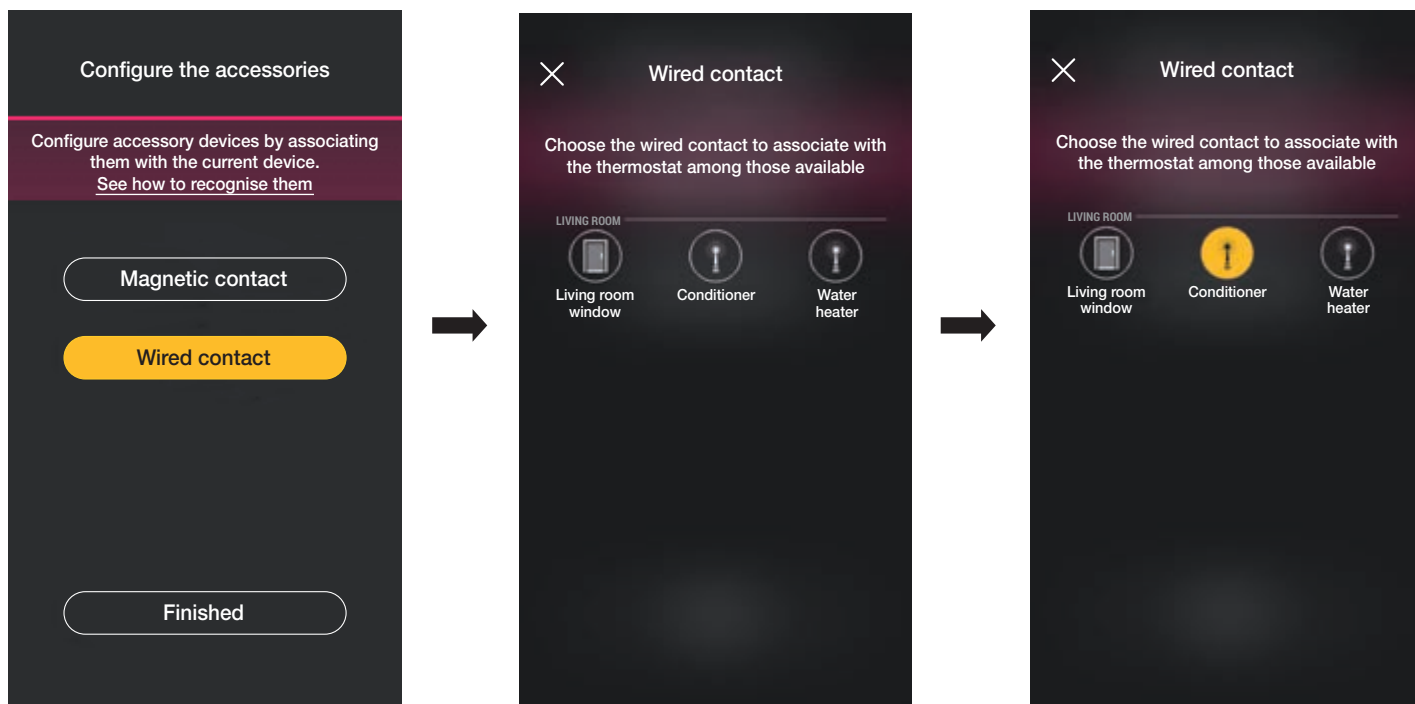 Configure the accessories
Configure accessory devices by associating
them with the current device.
See how to recognise them
Magnetic contact
Wired contact
Finished
Wired contact
Choose the wired contact to associate with
the thermostat among those available
LIVING ROOM
Living room
window
Conditioner
Water
heater
Wired contact
Choose the wired contact to associate with
the thermostat among those available
LIVING ROOM
Living room
window
Conditioner
Water
heater